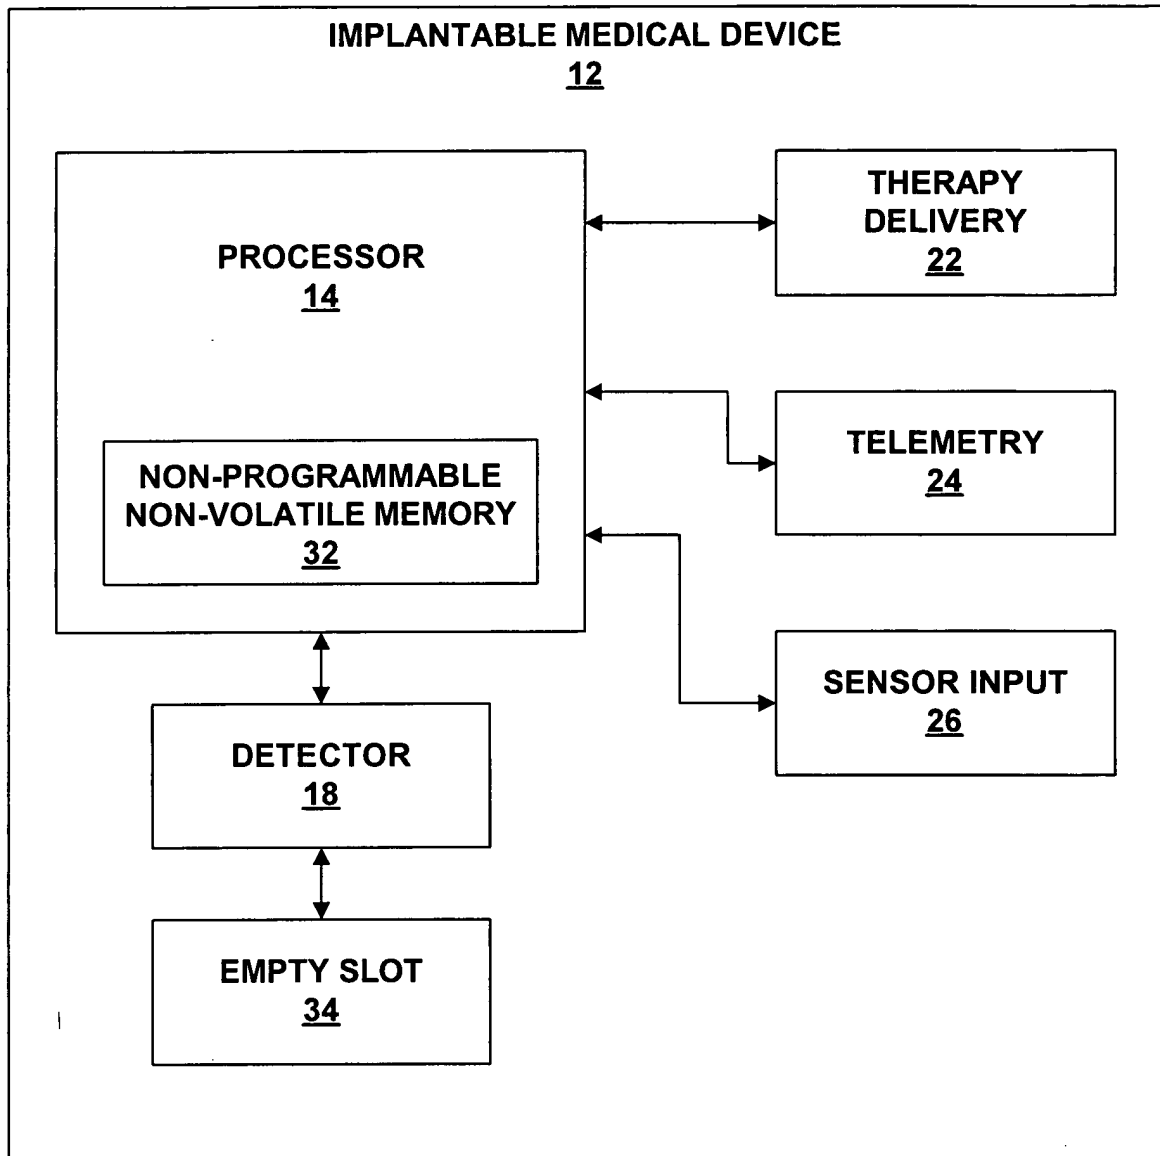 IMPLANTABLE MEDICAL DEVICE
12
PROCESSOR
14
NON-PROGRAMMABLE
NON-VOLATILE MEMORY
32
THERAPY
DELIVERY
22
TELEMETRY
24
SENSOR INPUT
26
DETECTOR
18
EMPTY SLOT
34